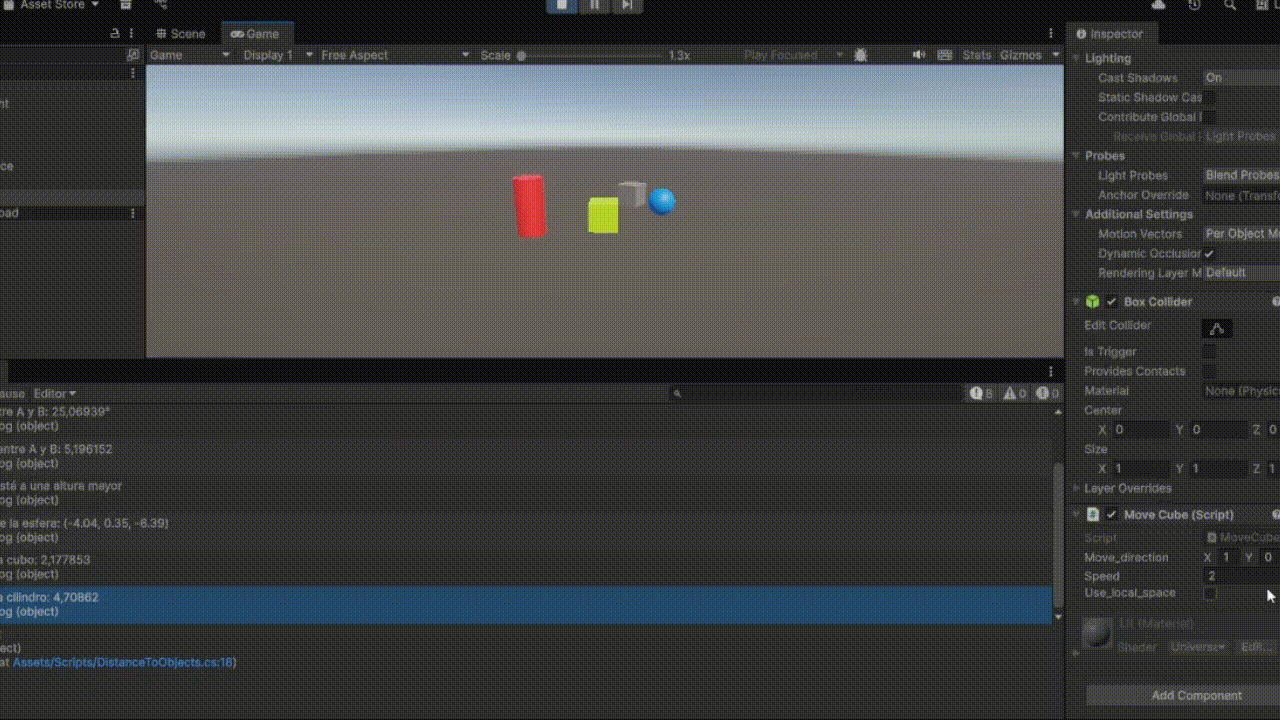 Asset Store
Scene
Game
Inspector
Game
Display 1
Free Aspect
Scale
1.3x
Play Focused
Stats
Gizmos
Lighting
Cast Shadows
On
Static Shadow Cas
Contribute Global I
Receive Global I
Light Probes
Probes
Light Probes
Blend Probes
Anchor Override
None (Transf
Additional Settings
Motion Vectors
Per Object Mo
Dynamic Occlusion
Rendering Layer M
Default
Box Collider
Edit Collider
Is Trigger
Provides Contacts
Material
None (Physic
Center
X 0 Y 0 Z 0
Size
X 1 Y 1 Z 1
Layer Overrides
Move Cube (Script)
Script
MoveCube
Move_direction
X 1 Y 0
Speed
2
Use_local_space
Lit (Material)
Shader
Universa
Edit...
Add Component
ht
ce
oad
ause
Editor
0
0
ntre A y B: 25,06939°
og (object)
entre A y B: 5,196152
og (object)
stá a una altura mayor
og (object)
e la esfera: (-4.04, 0.35, -6.39)
og (object)
a cubo: 2,177853
og (object)
a cilindro: 4,70862
og (object)
ect)
at Assets/Scripts/DistanceToObjects.cs:18)